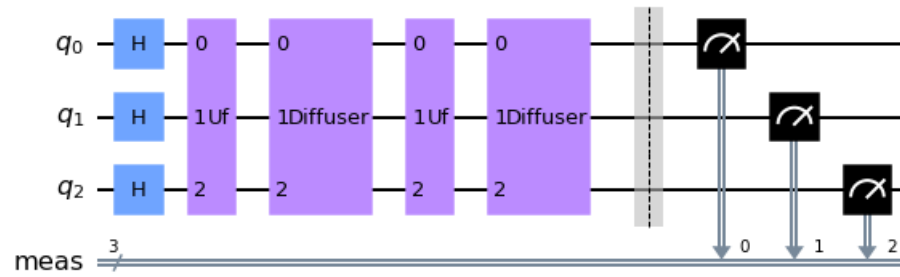 q0 H 0 0 0 0
q1 H 1 Uf 1 Diffuser 1 Uf 1 Diffuser
q2 H 2 2 2 2
meas 3 0 1 2